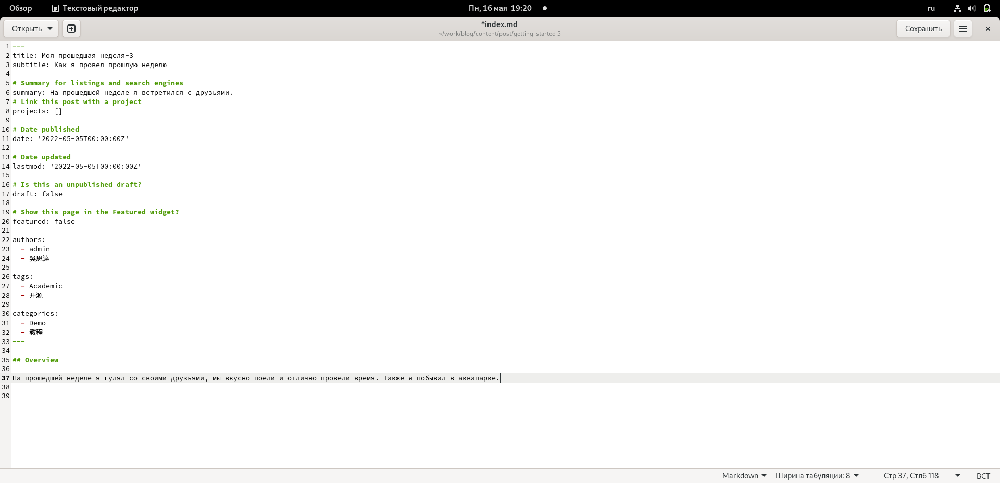 Обзор Текстовый редактор Пн, 16 мая 19:20 ru
Открыть *index.md Сохранить
~/work/blog/content/post/getting-started 5
1 ---
2 title: Моя прошедшая неделя-3
3 subtitle: Как я провел прошлую неделю
4
5 # Summary for listings and search engines
6 summary: На прошедшей неделе я встретился с друзьями.
7 # Link this post with a project
8 projects: []
9
10 # Date published
11 date: '2022-05-05T00:00:00Z'
12
13 # Date updated
14 lastmod: '2022-05-05T00:00:00Z'
15
16 # Is this an unpublished draft?
17 draft: false
18
19 # Show this page in the Featured widget?
20 featured: false
21
22 authors:
23   - admin
24   - 吳恩達
25
26 tags:
27   - Academic
28   - 开源
29
30 categories:
31   - Demo
32   - 教程
33 ---
34
35 ## Overview
36
37 На прошедшей неделе я гулял со своими друзьями, мы вкусно поели и отлично провели время. Также я побывал в аквапарке.
38
39
Markdown Ширина табуляции: 8 Стр 37, Стлб 118 ВСТ